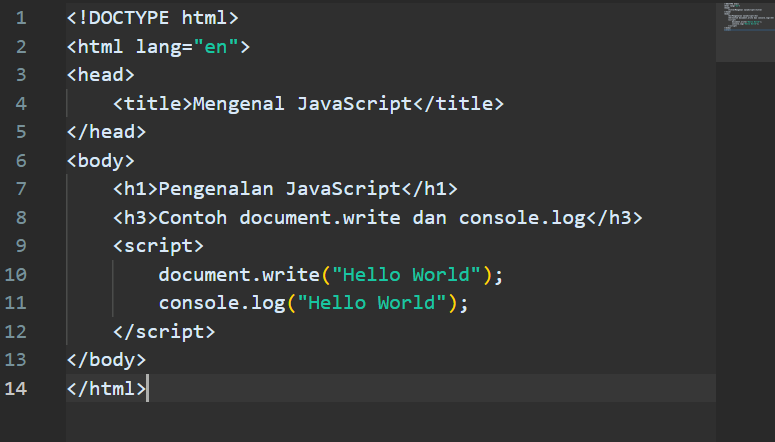 1 <!DOCTYPE html>
2 <html lang="en">
3 <head>
4     <title>Mengenal JavaScript</title>
5 </head>
6 <body>
7     <h1>Pengenalan JavaScript</h1>
8     <h3>Contoh document.write dan console.log</h3>
9     <script>
10         document.write("Hello World");
11         console.log("Hello World");
12     </script>
13 </body>
14 </html>